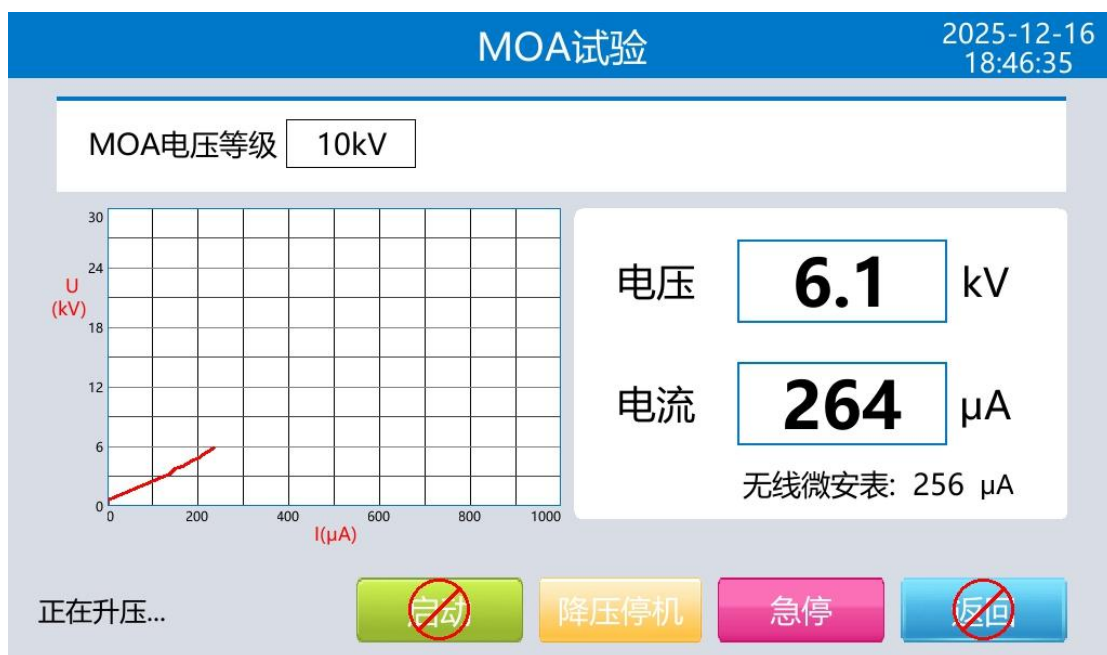 MOA试验
2025-12-16
18:46:35
MOA电压等级 10kV
30
24
U
(kV)
18
12
6
0
0 200 400 600 800 1000
I(μA)
电压 6.1 kV
电流 264 μA
无线微安表: 256 μA
正在升压...
启动
降压停机
急停
返回